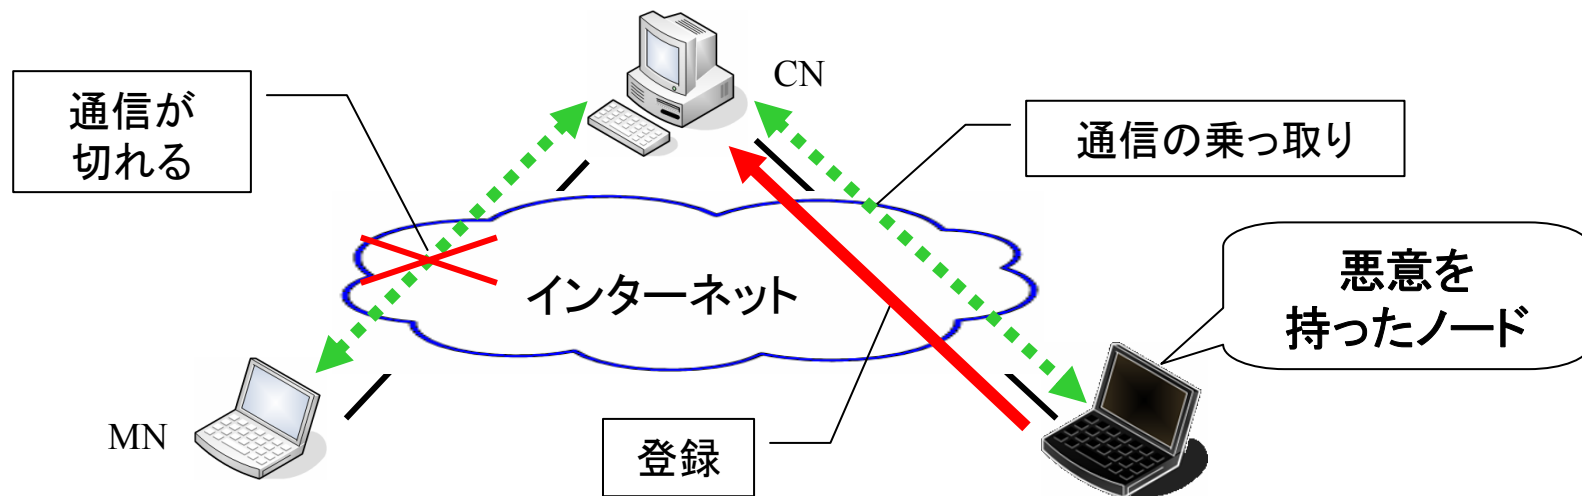 CN
通信が
切れる
通信の乗っ取り
インターネット
悪意を
持ったノード
MN
登録